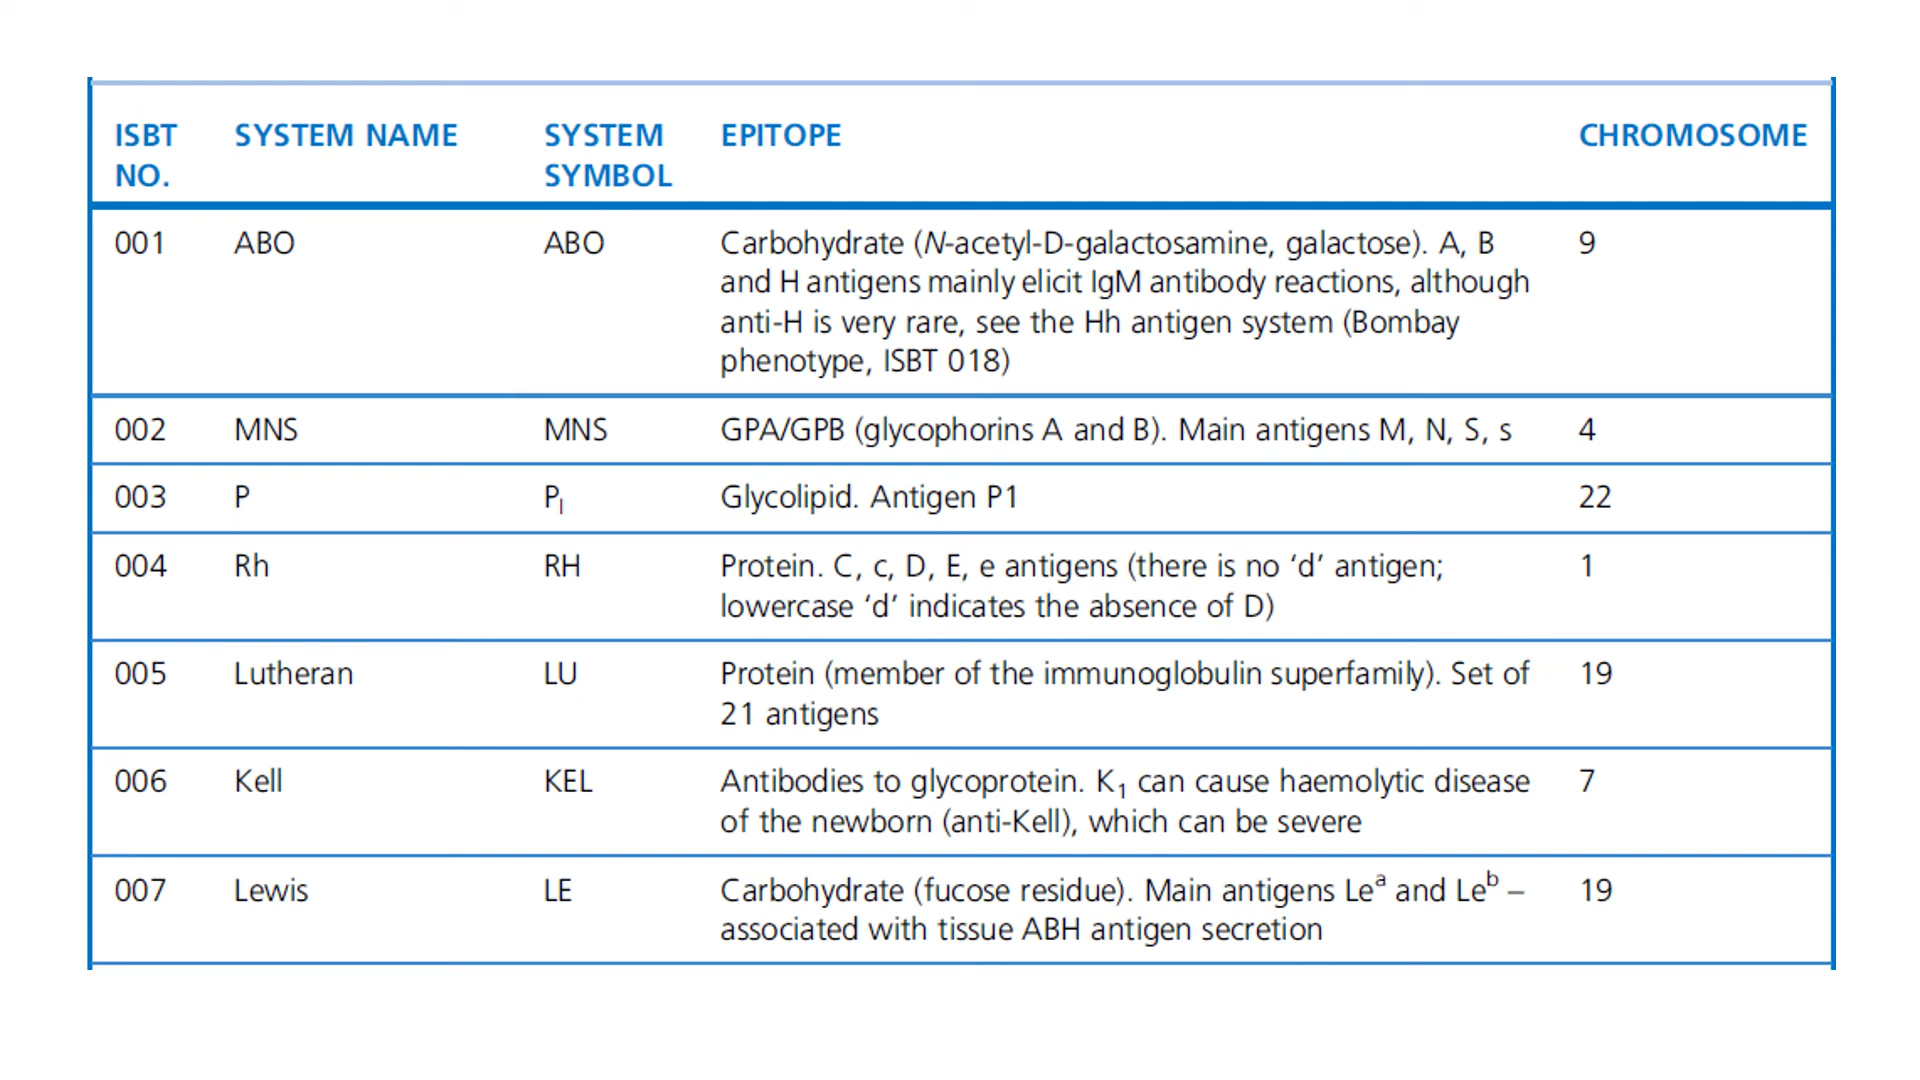 ISBT NO. SYSTEM NAME SYSTEM SYMBOL EPITOPE CHROMOSOME
001 ABO ABO Carbohydrate (N-acetyl-D-galactosamine, galactose). A, B 9
and H antigens mainly elicit IgM antibody reactions, although
anti-H is very rare, see the Hh antigen system (Bombay
phenotype, ISBT 018)
002 MNS MNS GPA/GPB (glycophorins A and B). Main antigens M, N, S, s 4
003 P P₁ Glycolipid. Antigen P1 22
004 Rh RH Protein. C, c, D, E, e antigens (there is no ‘d’ antigen; 1
lowercase ‘d’ indicates the absence of D)
005 Lutheran LU Protein (member of the immunoglobulin superfamily). Set of 19
21 antigens
006 Kell KEL Antibodies to glycoprotein. K₁ can cause haemolytic disease 7
of the newborn (anti-Kell), which can be severe
007 Lewis LE Carbohydrate (fucose residue). Main antigens Leᵃ and Leᵇ – 19
associated with tissue ABH antigen secretion